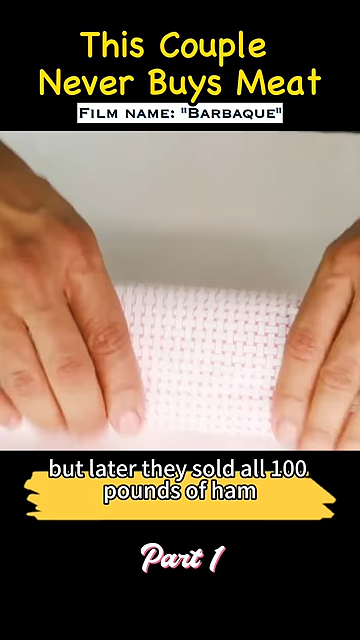 This Couple
Never Buys Meat
Film name: "Barbaque"
but later they sold all 100
pounds of ham
Part 1